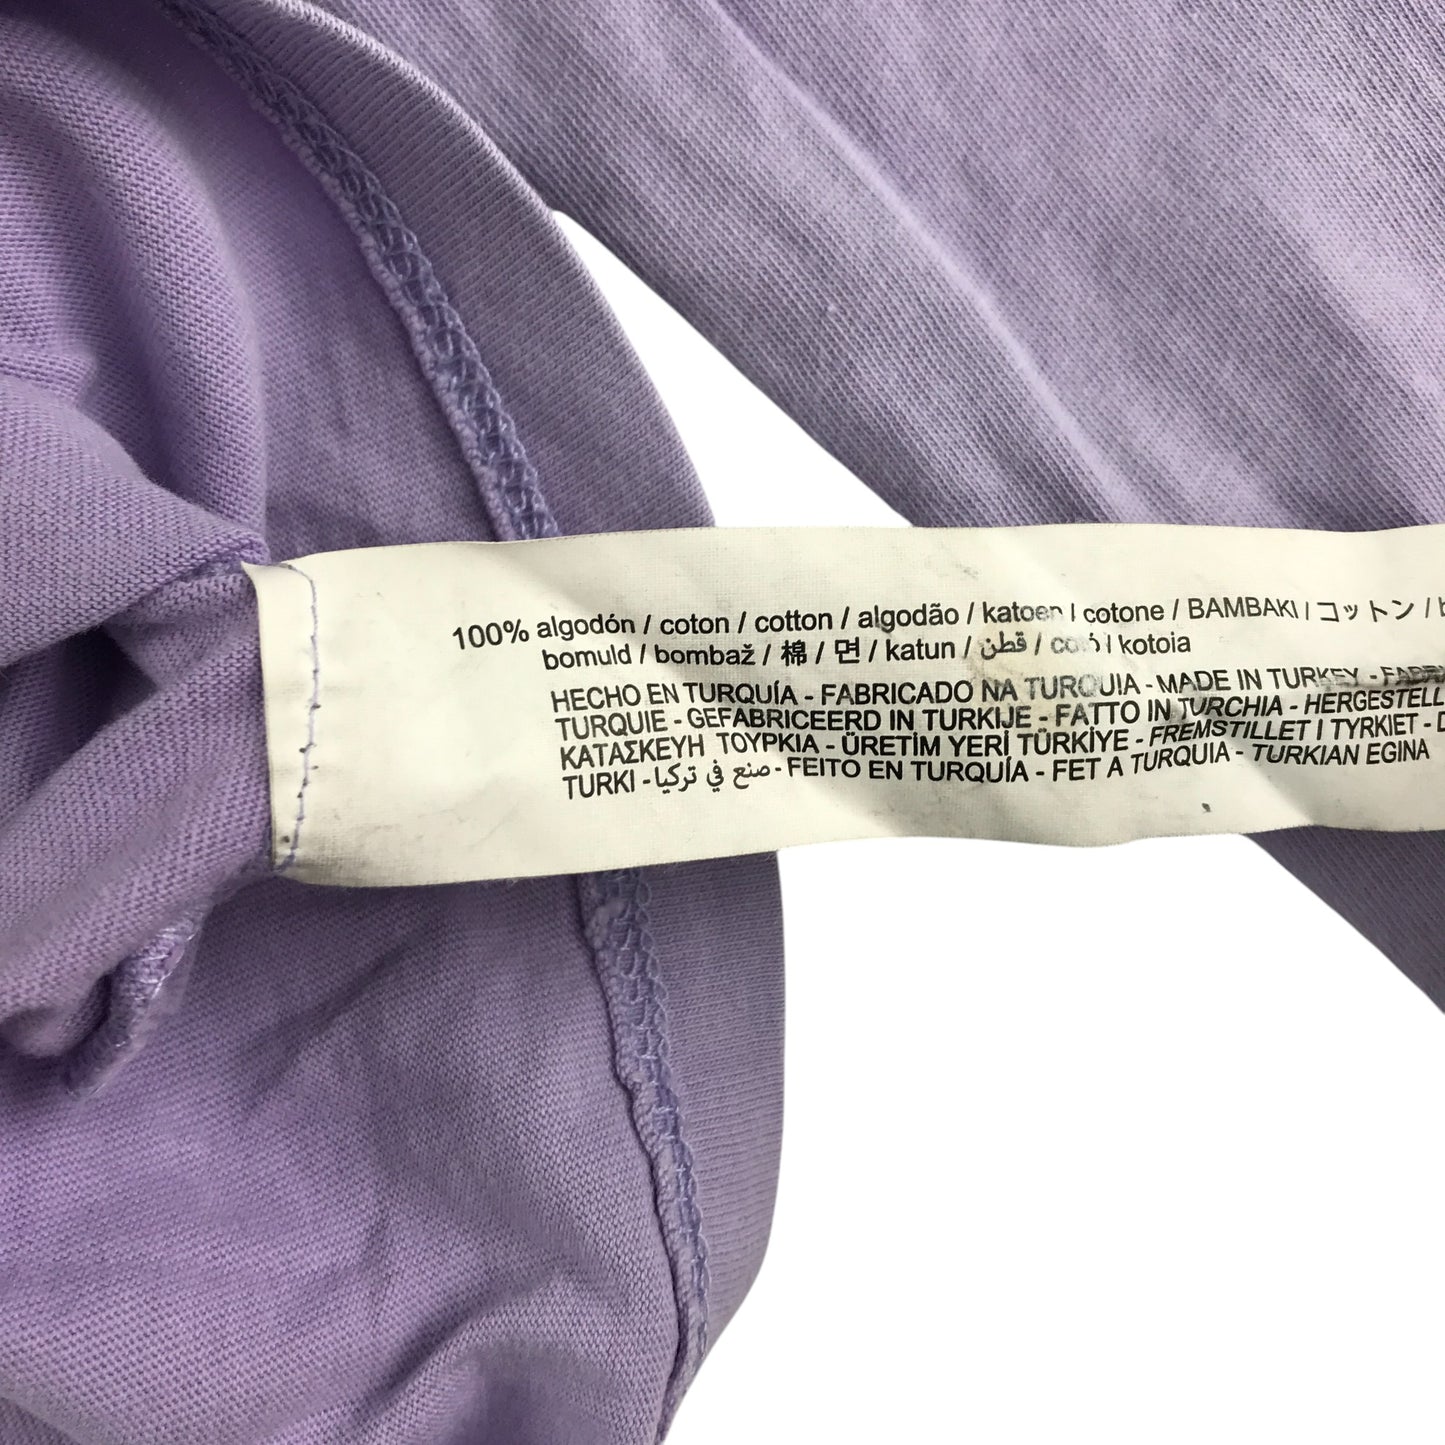 100% algodón / coton / cotton / algodão / katoen / cotone / BAMBAKI / コットン /
bomuld / bombaž / 棉 / 면 / katun / قطن / / kotoia
HECHO EN TURQUÍA - FABRICADO NA TURQUIA - MADE IN TURKEY -
TURQUIE - GEFABRICEERD IN TURKIJE - FATTO IN TURCHIA - HERGESTELL
ΚΑΤΑΣΚΕΥΗ ΤΟΥΡΚΙΑ - ÜRETİM YERİ TÜRKİYE - FREMSTILLET I TYRKIET -
TURKI - صنع في تركيا - FEITO EN TURQUÍA - FET A TURQUIA - TURKIAN EGINA